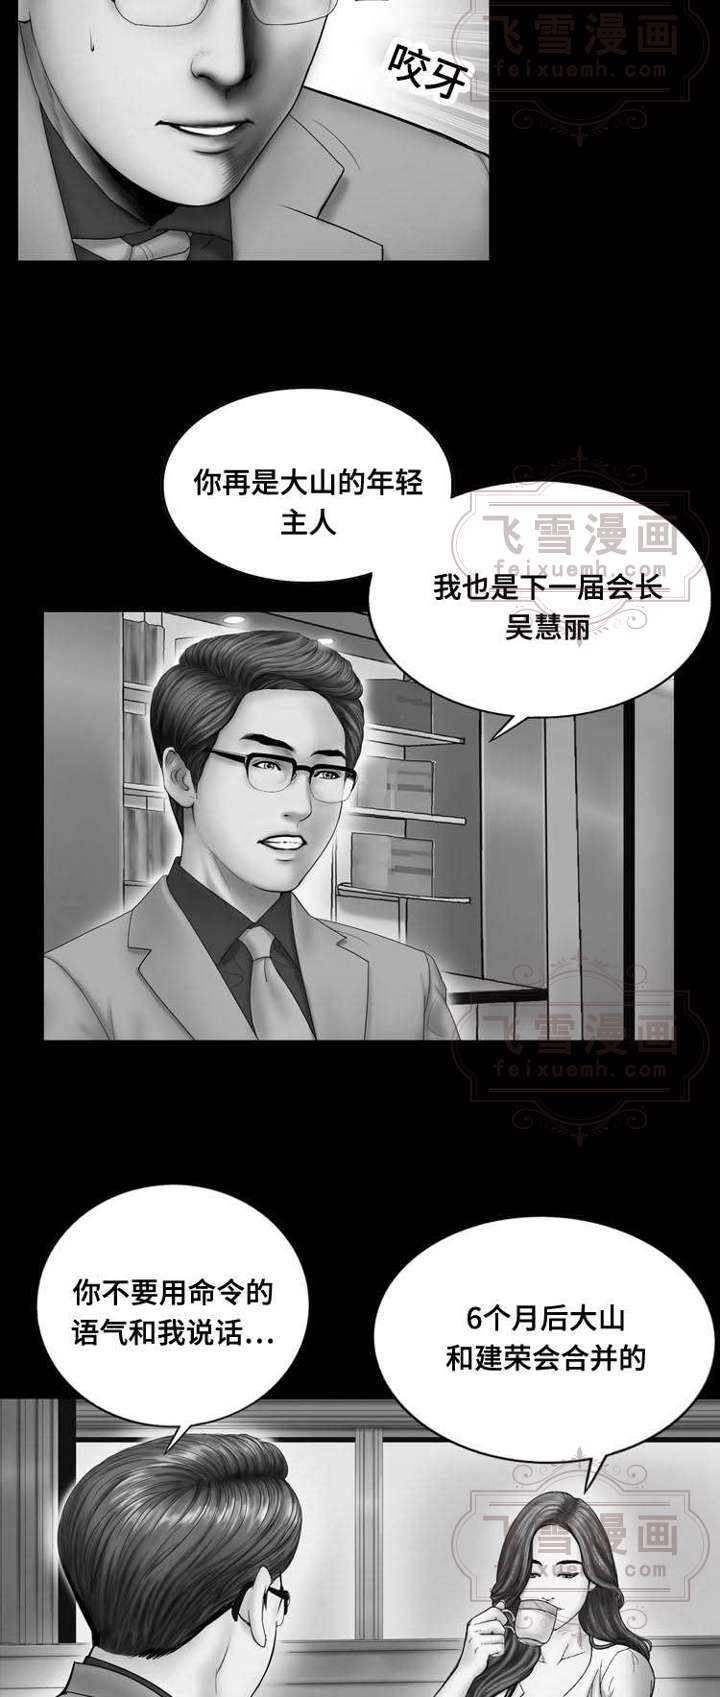 飞雪漫画
feixuemh.com
咬牙
你再是大山的年轻
主人
飞雪漫画
feixuemh.com
我也是下一届会长
吴慧丽
飞雪漫画
feixuemh.com
你不要用命令的
语气和我说话...
6个月后大山
和建荣会合并的
飞雪漫画
feixuemh.com